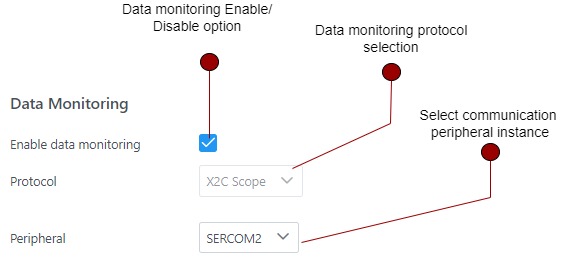 Data monitoring Enable/
Disable option
Data monitoring protocol
selection
Select communication
peripheral instance
Data Monitoring
Enable data monitoring
Protocol
X2C Scope
Peripheral
SERCOM2